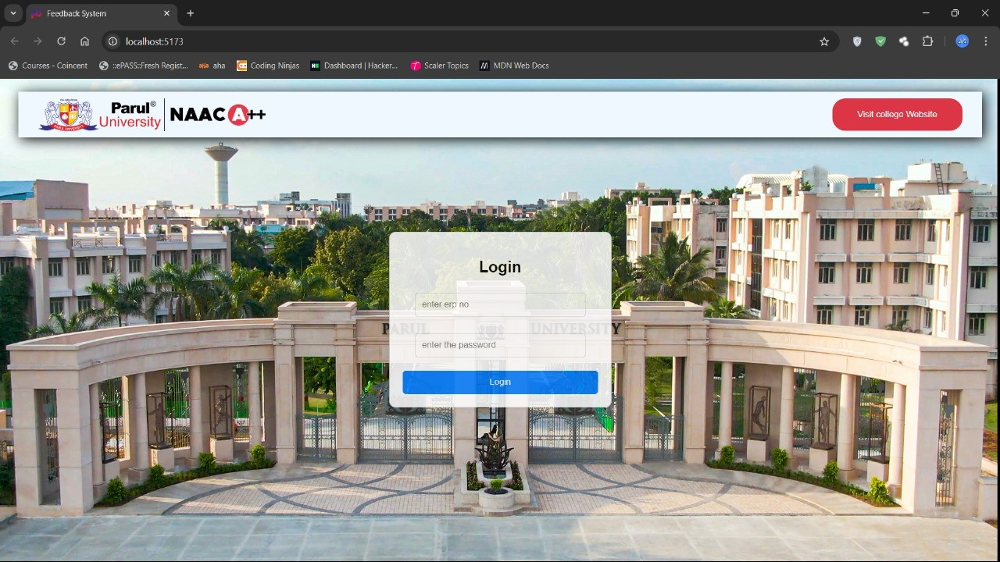 Feedback System
localhost:5173
Courses - Coincent
::ePASS::Fresh Regist...
aha
aha
Coding Ninjas
Dashboard | Hacker...
Scaler Topics
MDN Web Docs
Parul®
University
NAAC A++
Visit college Website
Login
enter erp no
PARUL UNIVERSITY
enter the password
Login